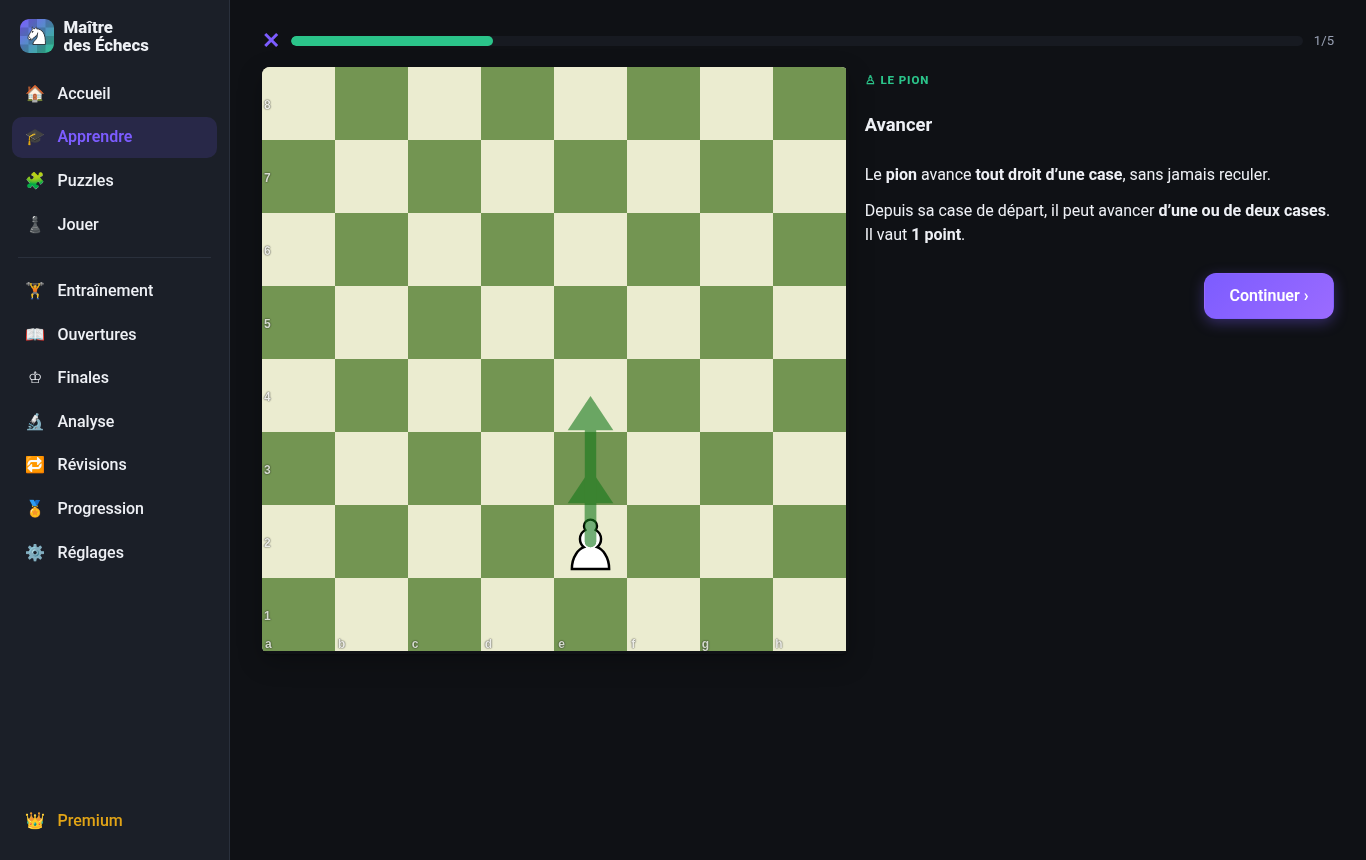 Maître
des Échecs
Accueil
Apprendre
Puzzles
Jouer
Entraînement
Ouvertures
Finales
Analyse
Révisions
Progression
Réglages
Premium
1/5
8
7
6
5
4
3
2
1
a b c d e f g h
LE PION
Avancer
Le pion avance tout droit d’une case, sans jamais reculer.
Depuis sa case de départ, il peut avancer d’une ou de deux cases.
Il vaut 1 point.
Continuer ›